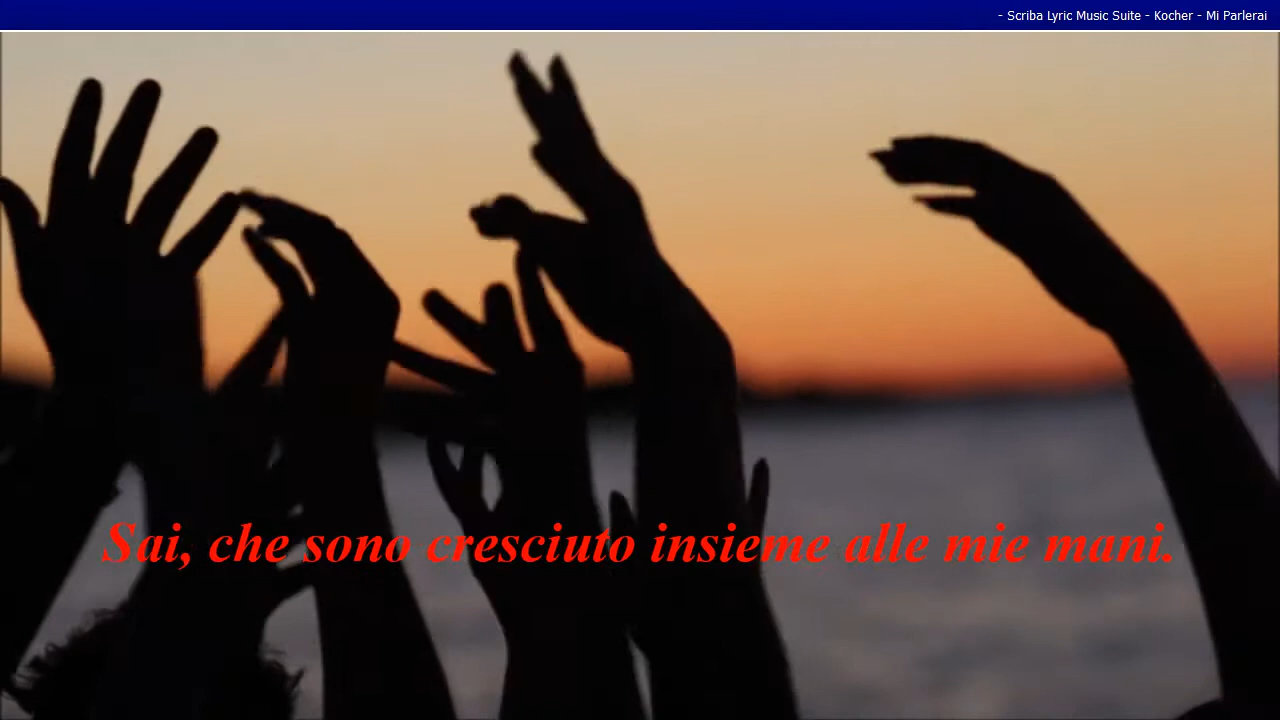 - Scriba Lyric Music Suite - Kocher - Mi Parlerai
Sai, che sono cresciuto insieme alle mie mani.